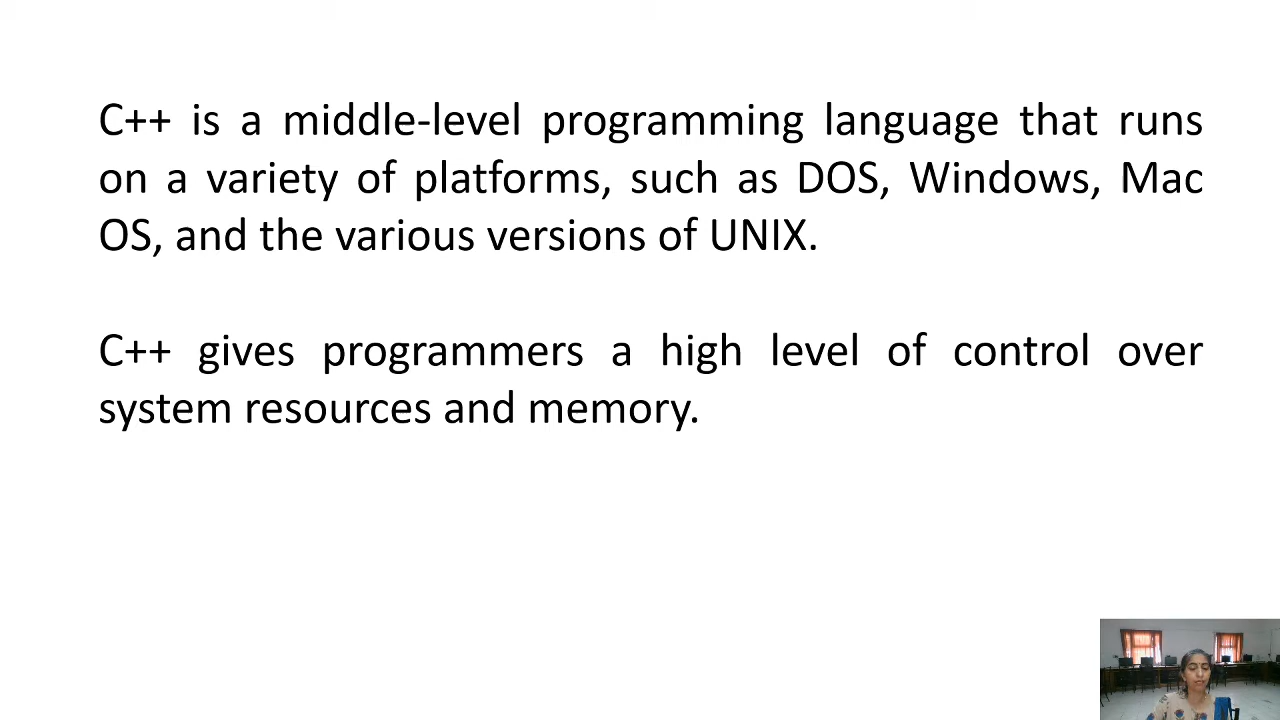 C++ is a middle-level programming language that runs
on a variety of platforms, such as DOS, Windows, Mac
OS, and the various versions of UNIX.
C++ gives programmers a high level of control over
system resources and memory.